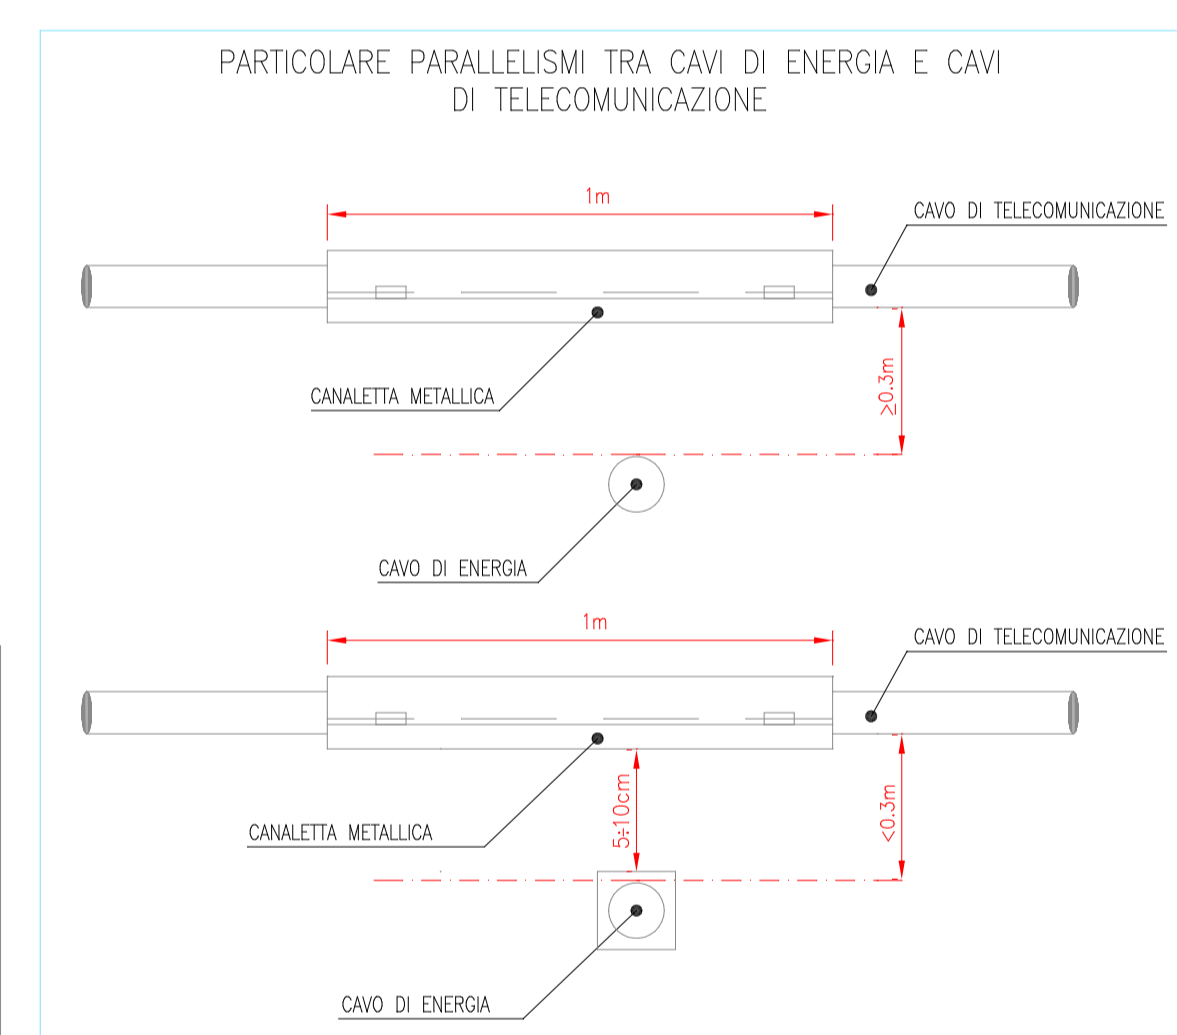 PARTICOLARE PARALLELISMI TRA CAVI DI ENERGIA E CAVI
DI TELECOMUNICAZIONE
1m
CAVO DI TELECOMUNICAZIONE
≥0.3m
CANALETTA METALLICA
CAVO DI ENERGIA
1m
CAVO DI TELECOMUNICAZIONE
5÷10cm
<0.3m
CANALETTA METALLICA
CAVO DI ENERGIA